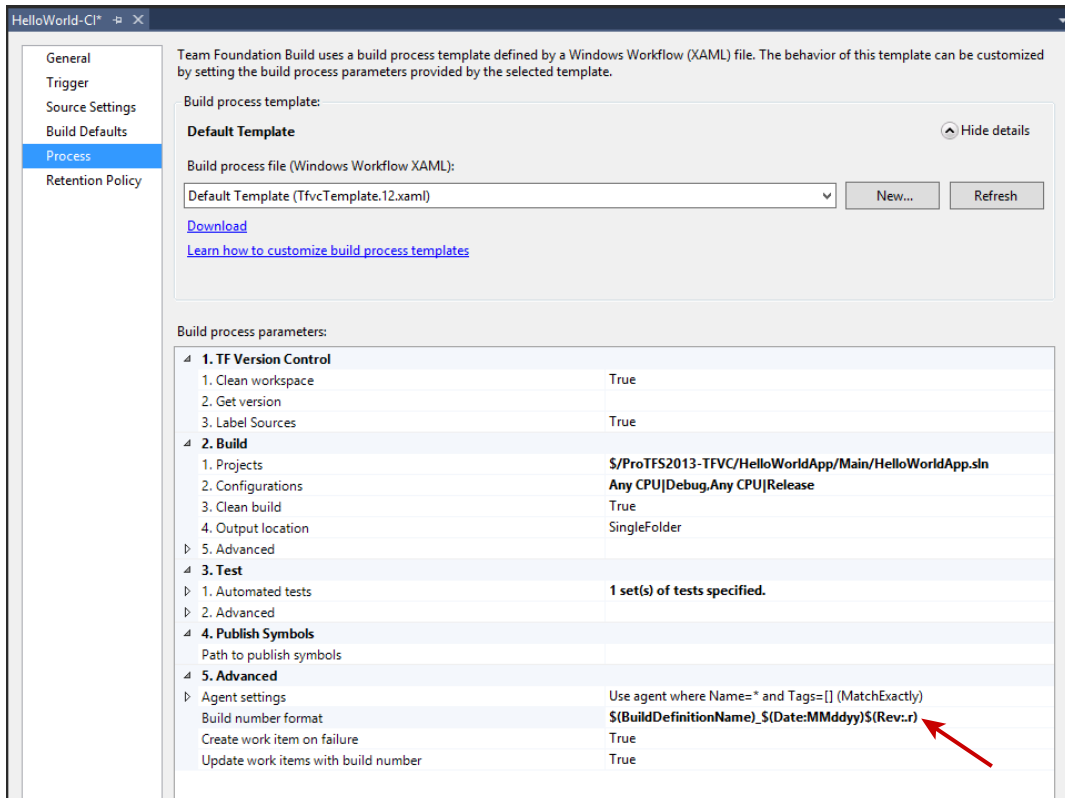 HelloWorld-CI*
General
Trigger
Source Settings
Build Defaults
Process
Retention Policy
Team Foundation Build uses a build process template defined by a Windows Workflow (XAML) file. The behavior of this template can be customized
by setting the build process parameters provided by the selected template.
Build process template:
Default Template
Hide details
Build process file (Windows Workflow XAML):
Default Template (TfvcTemplate.12.xaml)
New...
Refresh
Download
Learn how to customize build process templates
Build process parameters:
1. TF Version Control
1. Clean workspace True
2. Get version
3. Label Sources True
2. Build
1. Projects $/ProTFS2013-TFVC/HelloWorldApp/Main/HelloWorldApp.sln
2. Configurations Any CPU|Debug,Any CPU|Release
3. Clean build True
4. Output location SingleFolder
5. Advanced
3. Test
1. Automated tests 1 set(s) of tests specified.
2. Advanced
4. Publish Symbols
Path to publish symbols
5. Advanced
Agent settings Use agent where Name=* and Tags=[] (MatchExactly)
Build number format $(BuildDefinitionName)_$(Date:MMddyy)$(Rev:.r)
Create work item on failure True
Update work items with build number True